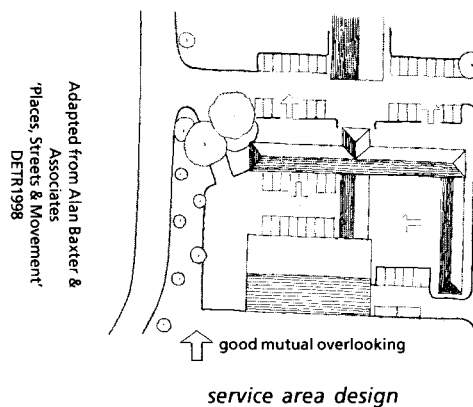 Adapted from Alan Baxter &
Associates
'Places, Streets & Movement'
DETR1998
good mutual overlooking
service area design